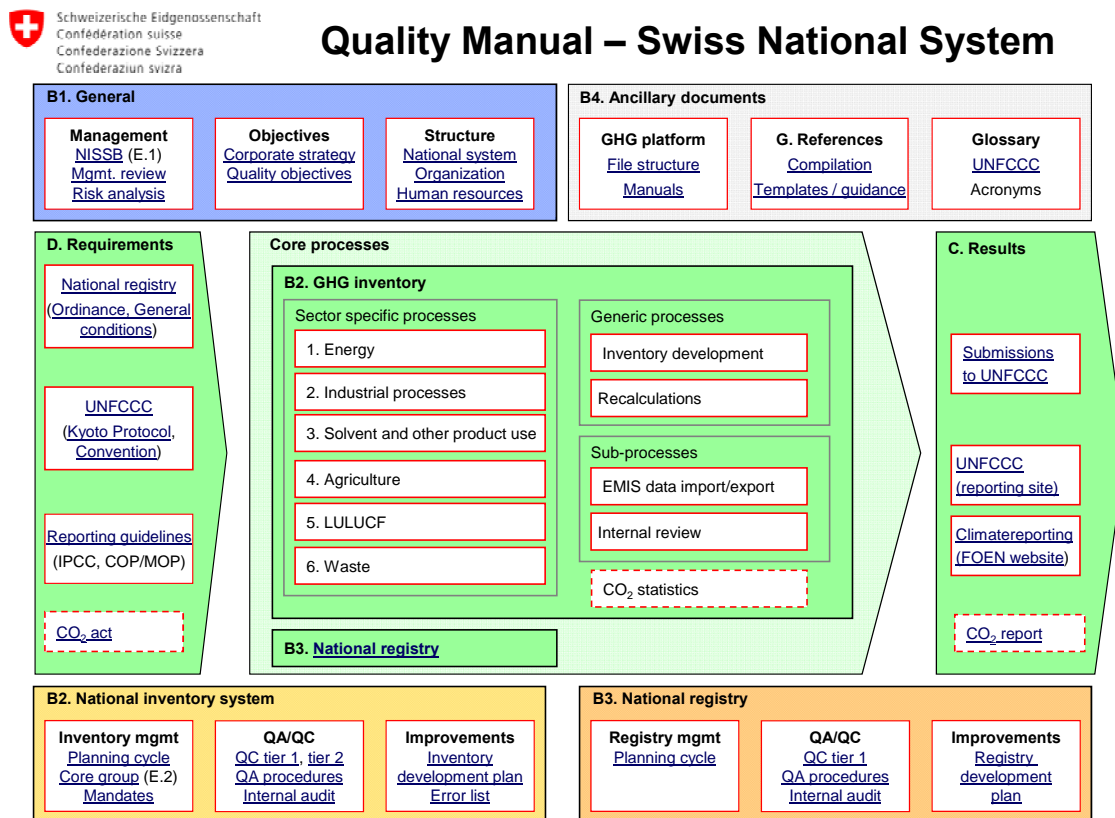 Schweizerische Eidgenossenschaft
Confédération suisse
Confederazione Svizzera
Confederaziun svizra
Quality Manual – Swiss National System
B1. General
Management
NISSB (E.1)
Mgmt. review
Risk analysis
Objectives
Corporate strategy
Quality objectives
Structure
National system
Organization
Human resources
B4. Ancillary documents
GHG platform
File structure
Manuals
G. References
Compilation
Templates / guidance
Glossary
UNFCCC
Acronyms
D. Requirements
National registry
(Ordinance, General
conditions)
UNFCCC
(Kyoto Protocol,
Convention)
Reporting guidelines
(IPCC, COP/MOP)
CO2 act
Core processes
B2. GHG inventory
Sector specific processes
1. Energy
2. Industrial processes
3. Solvent and other product use
4. Agriculture
5. LULUCF
6. Waste
Generic processes
Inventory development
Recalculations
Sub-processes
EMIS data import/export
Internal review
CO2 statistics
B3. National registry
C. Results
Submissions
to UNFCCC
UNFCCC
(reporting site)
Climatereporting
(FOEN website)
CO2 report
B2. National inventory system
Inventory mgmt
Planning cycle
Core group (E.2)
Mandates
QA/QC
QC tier 1, tier 2
QA procedures
Internal audit
Improvements
Inventory
development plan
Error list
B3. National registry
Registry mgmt
Planning cycle
QA/QC
QC tier 1
QA procedures
Internal audit
Improvements
Registry
development
plan